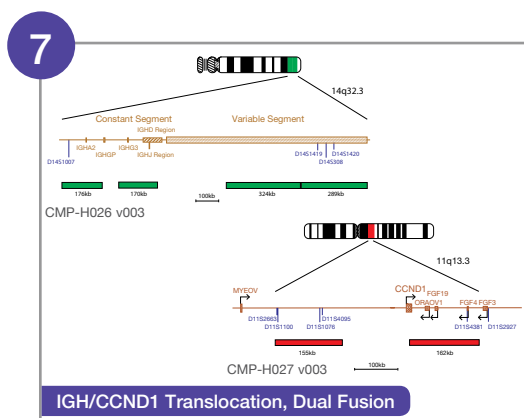 7
14q32.3
Constant Segment
Variable Segment
IGHD Region
IGHA2
IGHG3
IGHGP
IGHJ Region
D14S1007
D14S1419
D14S1420
D14S308
176kb
170kb
100kb
324kb
289kb
CMP-H026 v003
11q13.3
MYEOV
CCND1
FGF19
ORAOV1
FGF4
FGF3
D11S2663
D11S4095
D11S1100
D11S1076
D11S4381
D11S2927
155kb
162kb
100kb
CMP-H027 v003
IGH/CCND1 Translocation, Dual Fusion